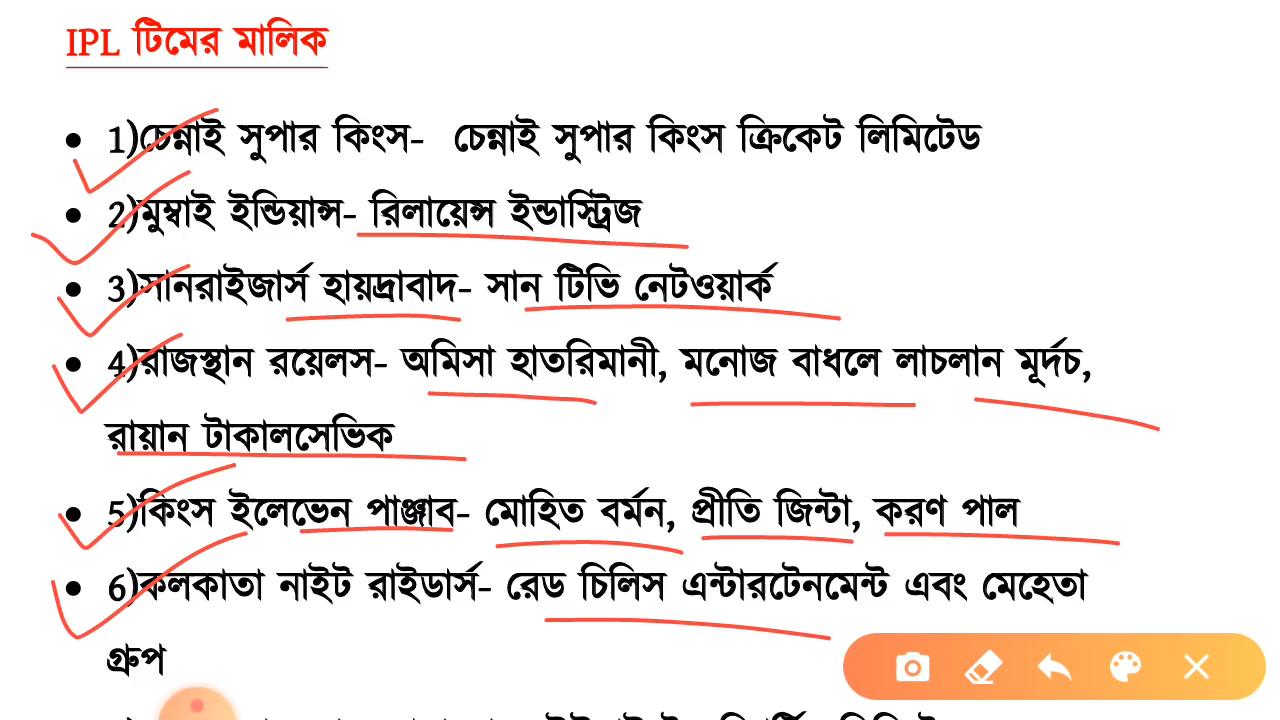 IPL টিমের মালিক
• 1)চেন্নাই সুপার কিংস- চেন্নাই সুপার কিংস ক্রিকেট লিমিটেড
• 2)মুম্বাই ইন্ডিয়ান্স- রিলায়েন্স ইন্ডাস্ট্রিজ
• 3)সানরাইজার্স হায়দ্রাবাদ- সান টিভি নেটওয়ার্ক
• 4)রাজস্থান রয়েলস- অমিসা হাতরিমানী, মনোজ বাধলে লাচলান মূর্দচ,
রায়ান টাকালসেভিক
• 5)কিংস ইলেভেন পাঞ্জাব- মোহিত বর্মন, প্রীতি জিন্টা, করণ পাল
• 6)কলকাতা নাইট রাইডার্স- রেড চিলিস এন্টারটেনমেন্ট এবং মেহেতা
গ্রুপ